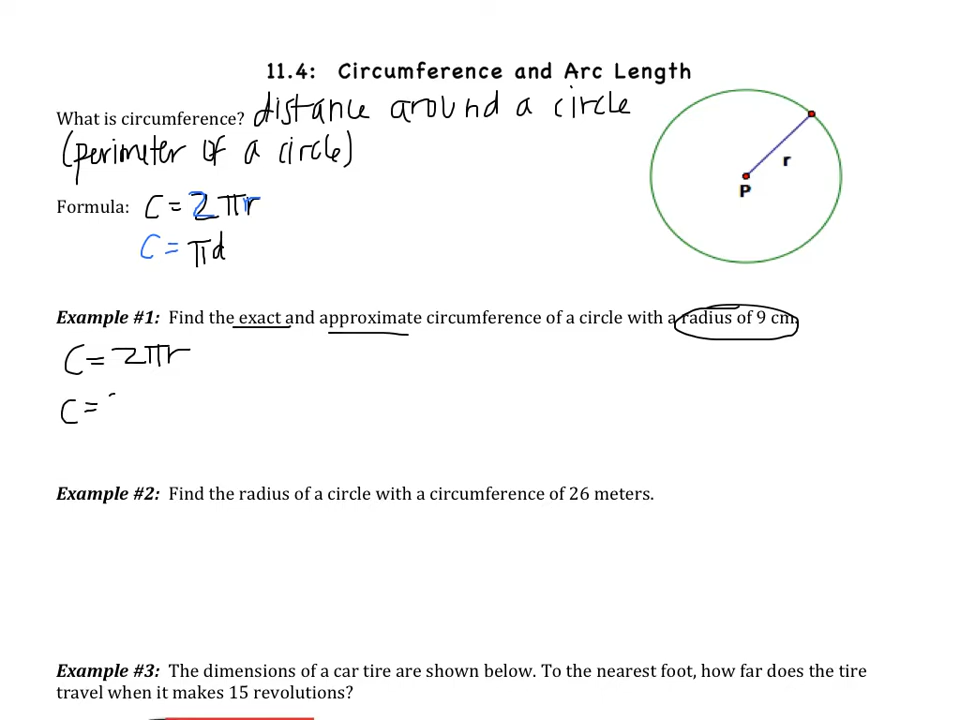 11.4: Circumference and Arc Length
What is circumference? distance around a circle
(perimeter of a circle)
r
P
Formula: C = 2πr
C = πd
Example #1: Find the exact and approximate circumference of a circle with a radius of 9 cm.
C = 2πr
C =
Example #2: Find the radius of a circle with a circumference of 26 meters.
Example #3: The dimensions of a car tire are shown below. To the nearest foot, how far does the tire
travel when it makes 15 revolutions?